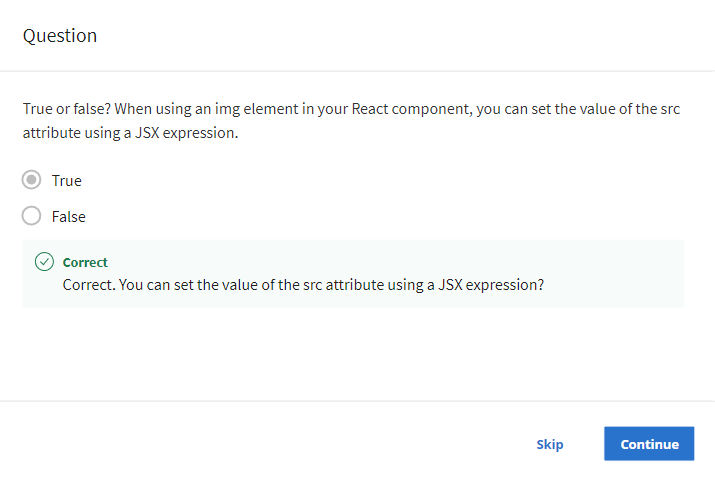 Question
True or false? When using an img element in your React component, you can set the value of the src
attribute using a JSX expression.
True
False
Correct
Correct. You can set the value of the src attribute using a JSX expression?
Skip
Continue